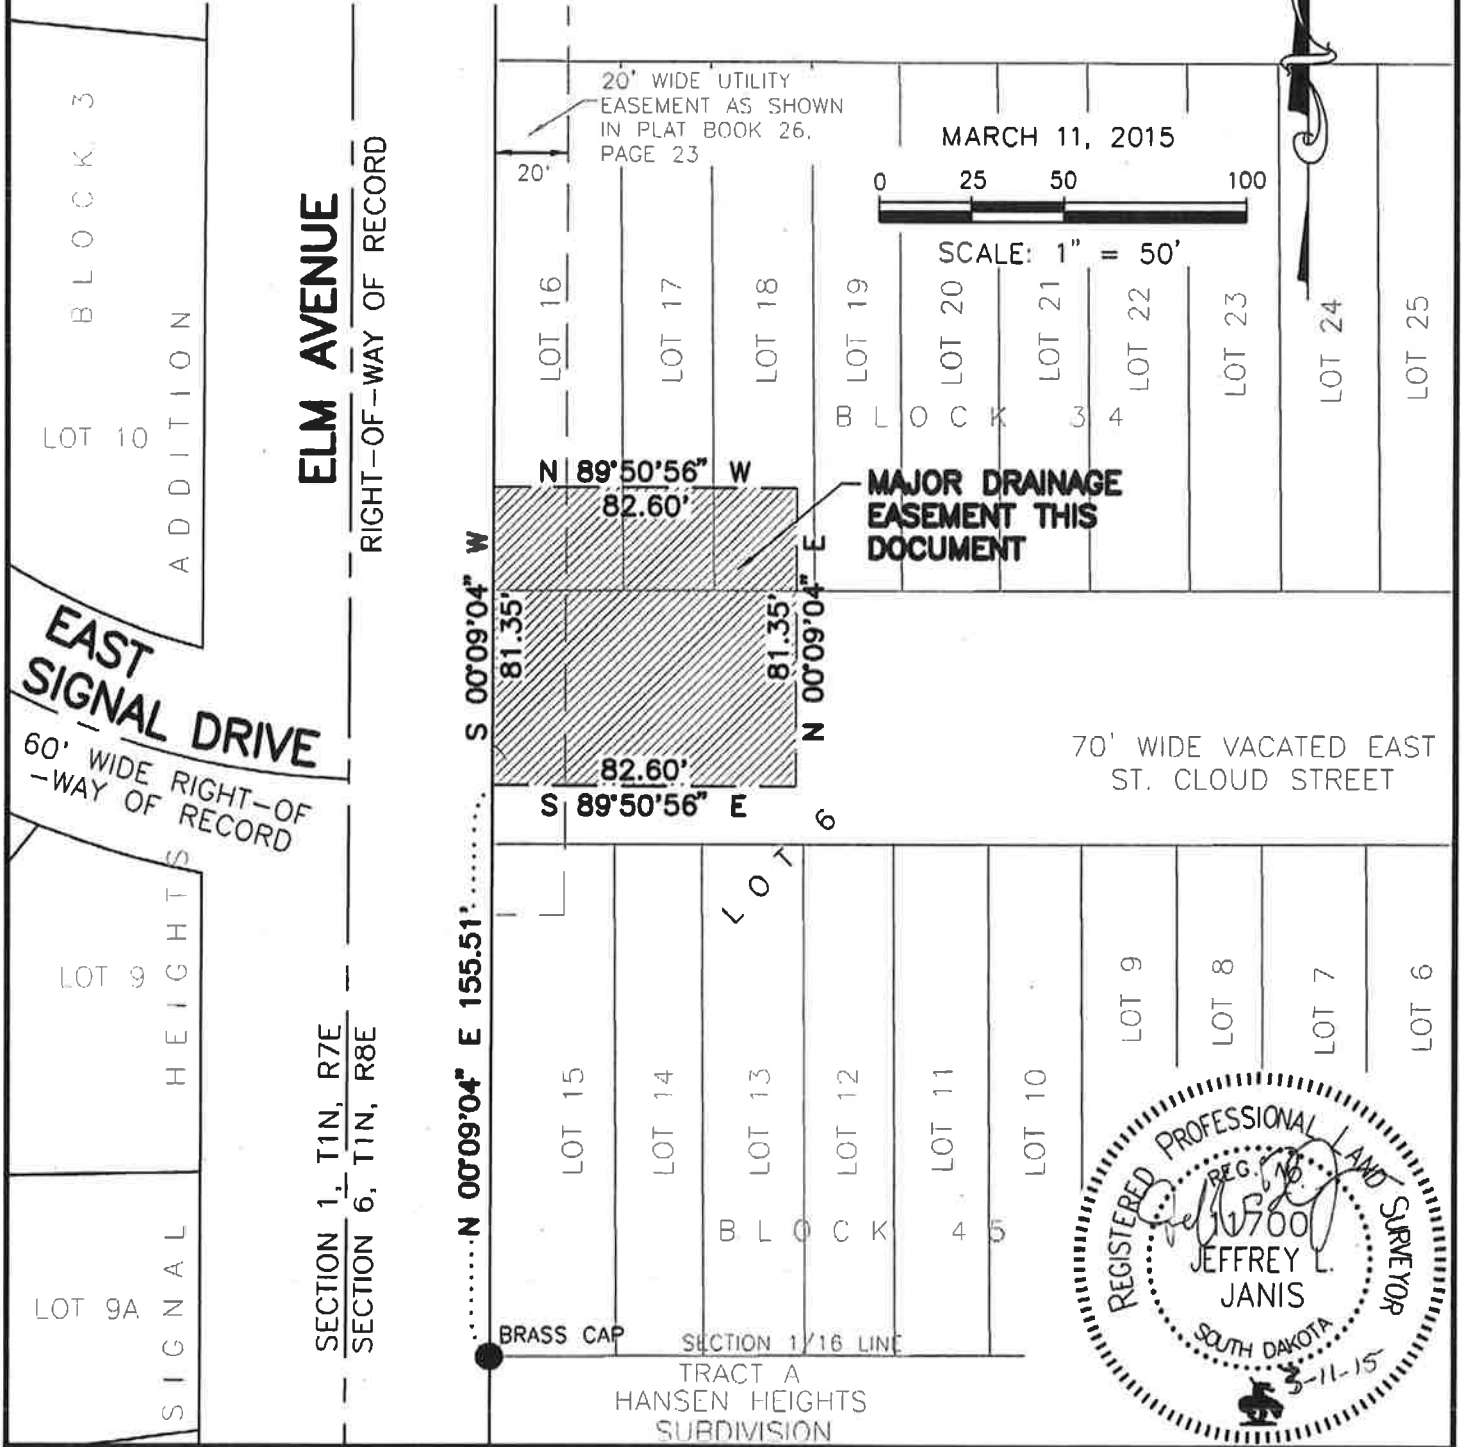 BLOCK 3
LOT 10
ADDITION
ELM AVENUE
RIGHT-OF-WAY OF RECORD
20' WIDE UTILITY
EASEMENT AS SHOWN
IN PLAT BOOK 26,
PAGE 23
20'
MARCH 11, 2015
0 25 50 100
SCALE: 1" = 50'
LOT 16
LOT 17
LOT 18
LOT 19
LOT 20
LOT 21
LOT 22
LOT 23
LOT 24
LOT 25
BLOCK 34
N 89°50'56" W
82.60'
MAJOR DRAINAGE
EASEMENT THIS
DOCUMENT
S 00°09'04" W
81.35'
81.35'
N 00°09'04" E
82.60'
S 89°50'56" E
EAST
SIGNAL DRIVE
60' WIDE RIGHT-OF
-WAY OF RECORD
70' WIDE VACATED EAST
ST. CLOUD STREET
LOT 6
N 00°09'04" E 155.51'
LOT 9
SIGNAL HEIGHTS
LOT 9A
SECTION 1, T1N, R7E
SECTION 6, T1N, R8E
LOT 15
LOT 14
LOT 13
LOT 12
LOT 11
LOT 10
LOT 9
LOT 8
LOT 7
LOT 6
BLOCK 45
BRASS CAP
SECTION 1/16 LINE
TRACT A
HANSEN HEIGHTS
SUBDIVISION
REGISTERED PROFESSIONAL LAND SURVEYOR
REG. NO.
11700
JEFFREY L.
JANIS
SOUTH DAKOTA
3-11-15